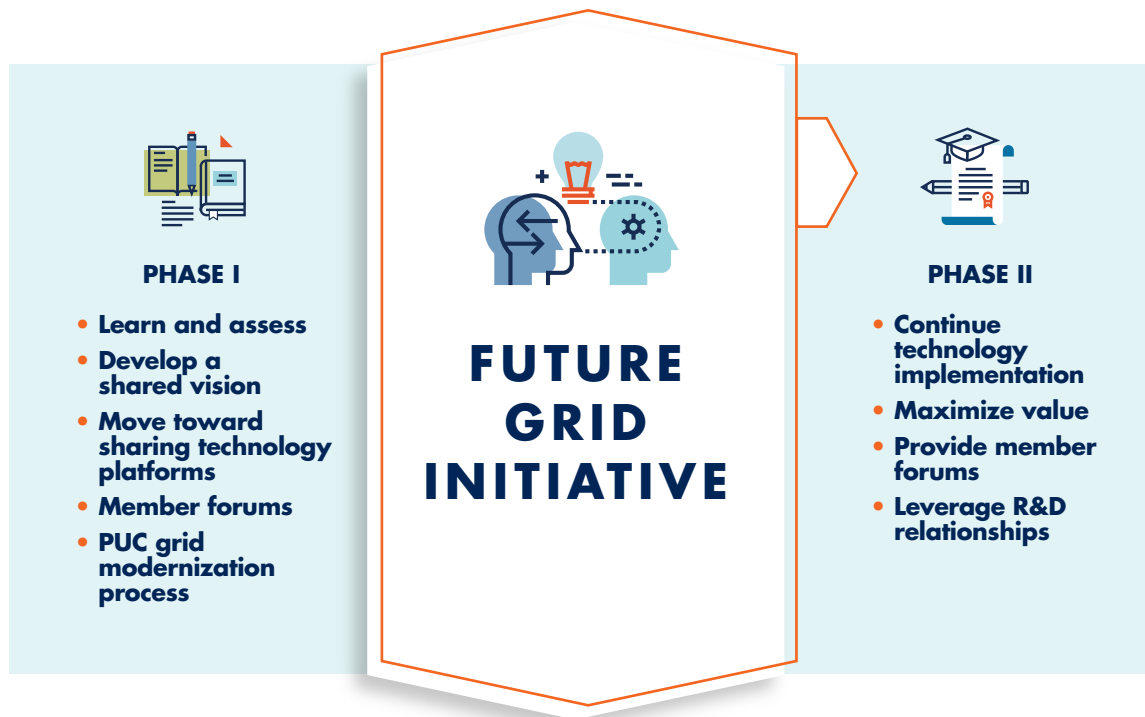 PHASE I
• Learn and assess
• Develop a
shared vision
• Move toward
sharing technology
platforms
• Member forums
• PUC grid
modernization
process
FUTURE
GRID
INITIATIVE
PHASE II
• Continue
technology
implementation
• Maximize value
• Provide member
forums
• Leverage R&D
relationships